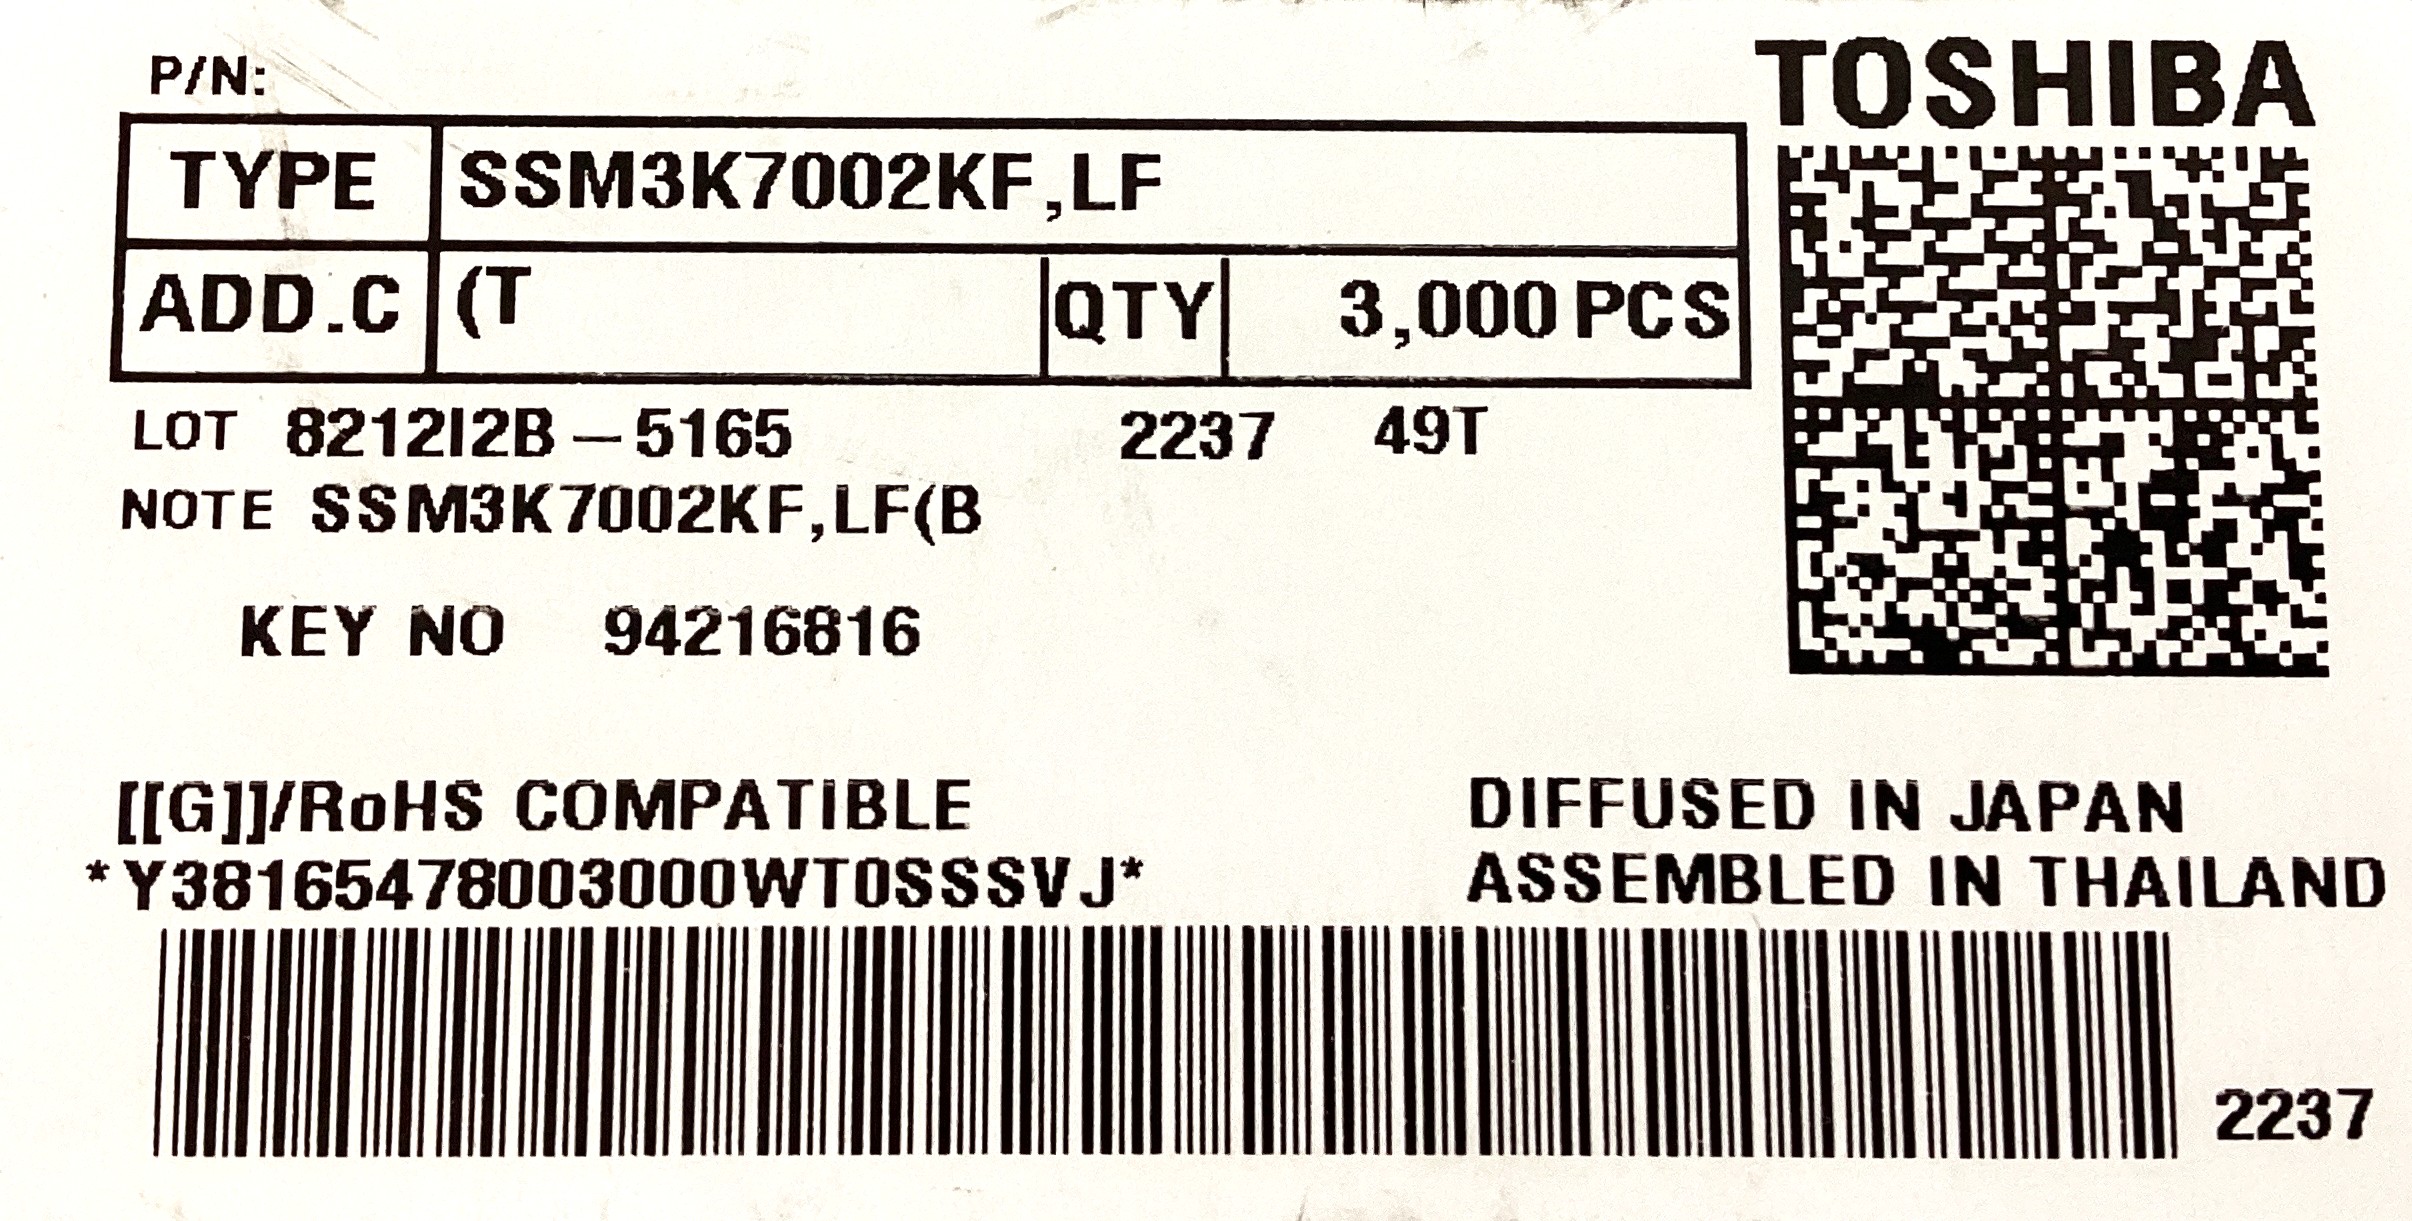 P/N:
TOSHIBA
TYPE SSM3K7002KF,LF
ADD.C (T QTY 3,000 PCS
LOT 8212I2B-5165 2237 49T
NOTE SSM3K7002KF,LF(B
KEY NO 94216816
[[G]]/RoHS COMPATIBLE DIFFUSED IN JAPAN
*Y38165478003000WT0SSSVJ* ASSEMBLED IN THAILAND
2237